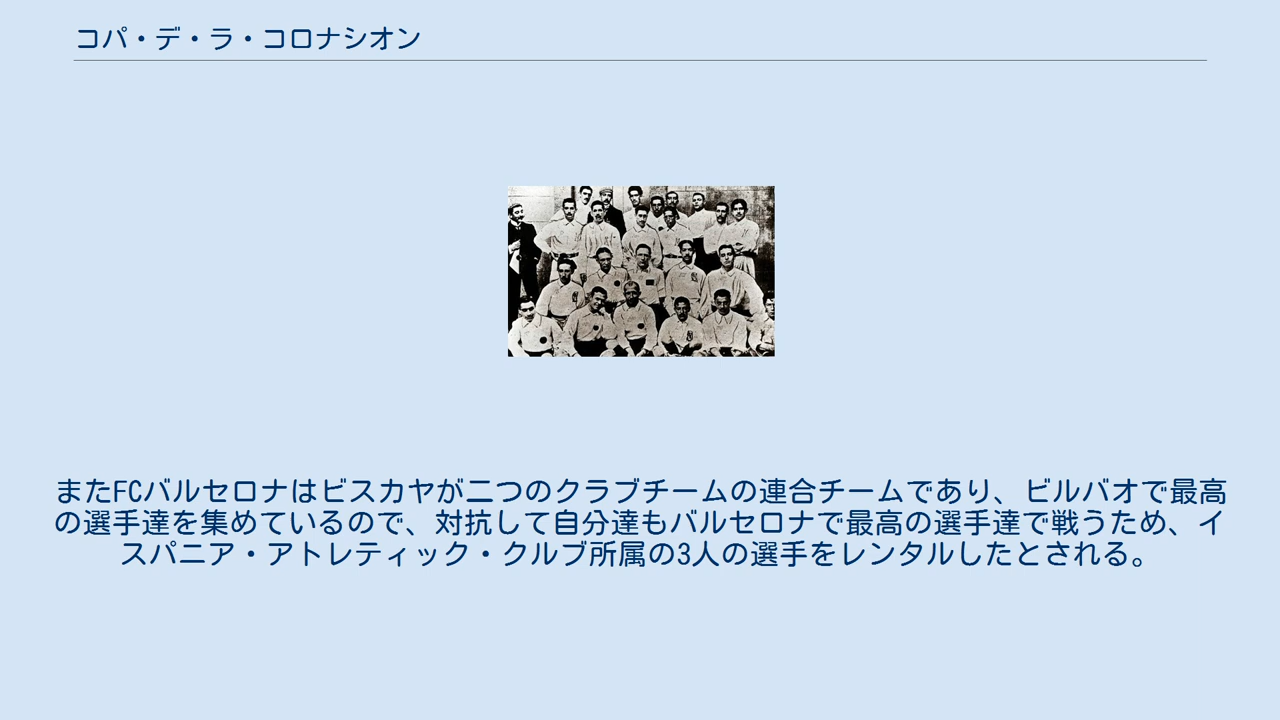 コパ・デ・ラ・コロナシオン
またFCバルセロナはビスカヤが二つのクラブチームの連合チームであり、ビルバオで最高
の選手達を集めているので、対抗して自分達もバルセロナで最高の選手達で戦うため、イ
スパニア・アトレティック・クルブ所属の3人の選手をレンタルしたとされる。